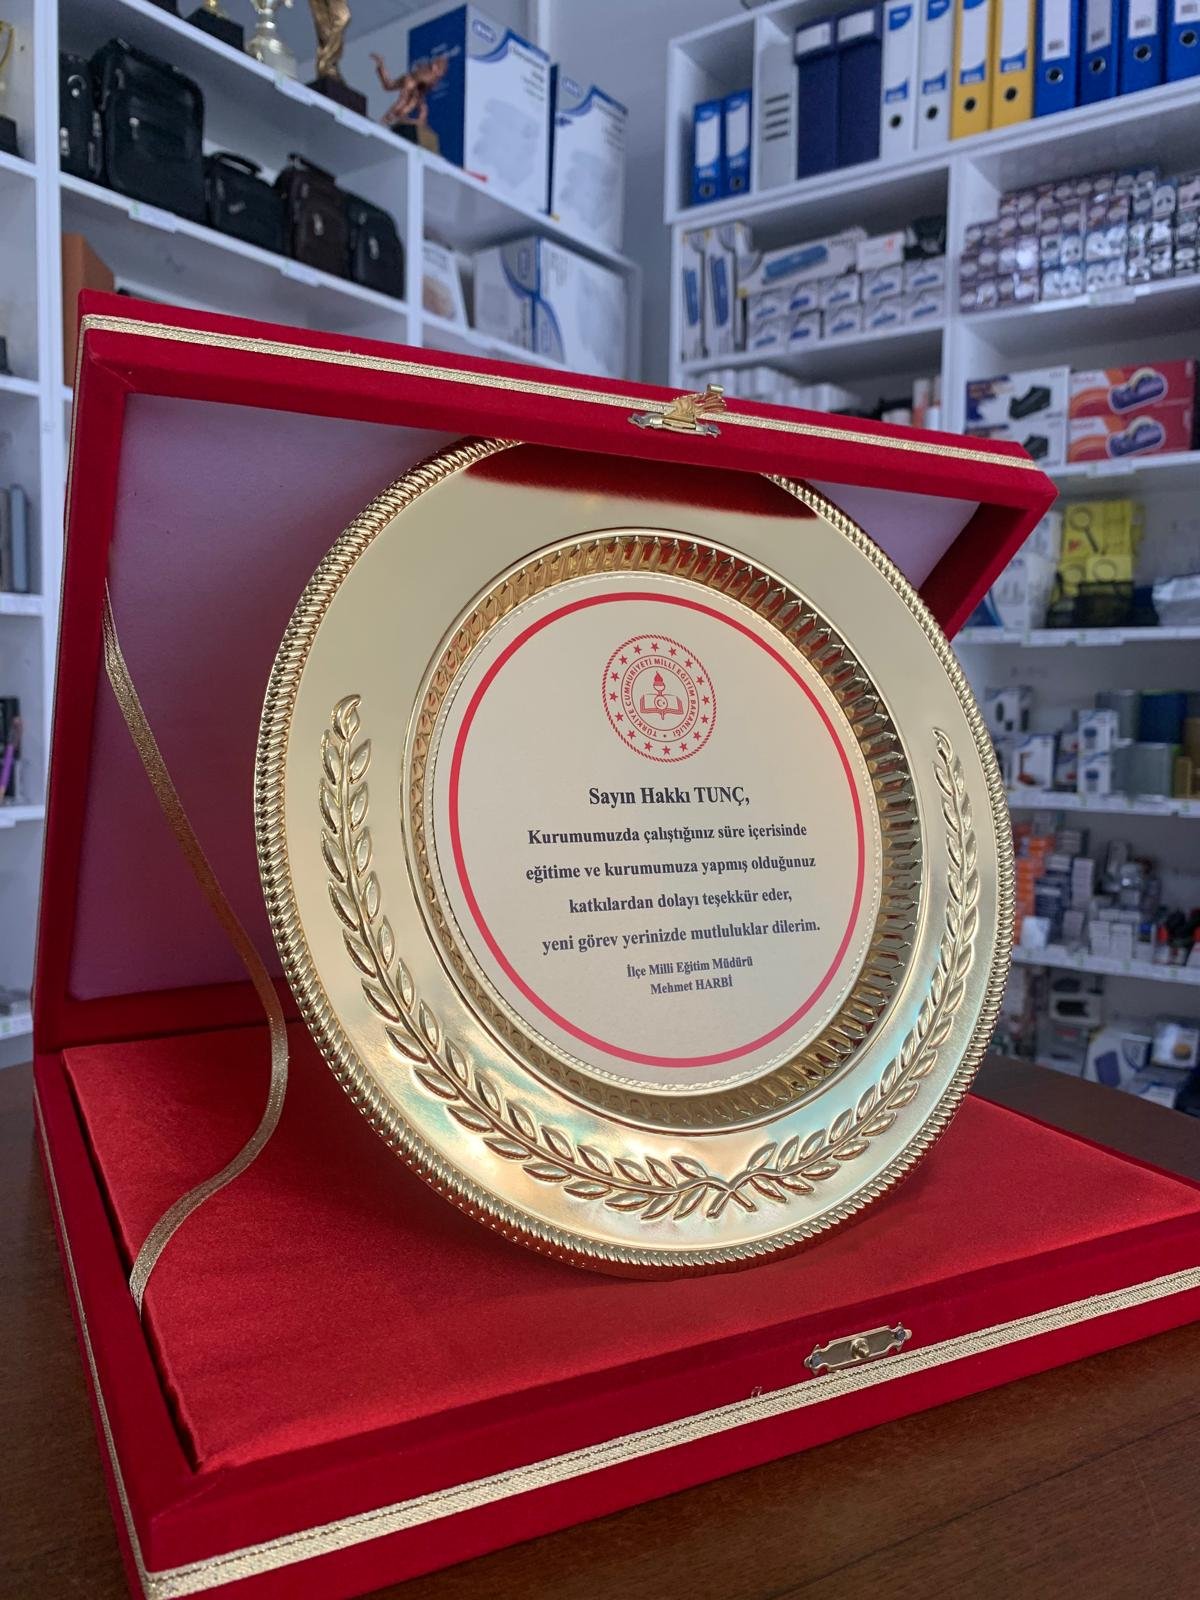 TÜRKİYE CUMHURİYETİ MİLLÎ EĞİTİM BAKANLIĞI
Sayın Hakkı TUNÇ,
Kurumumuzda çalıştığınız süre içerisinde
eğitime ve kurumumuza yapmış olduğunuz
katkılardan dolayı teşekkür eder,
yeni görev yerinizde mutluluklar dilerim.
İlçe Milli Eğitim Müdürü
Mehmet HARBİ